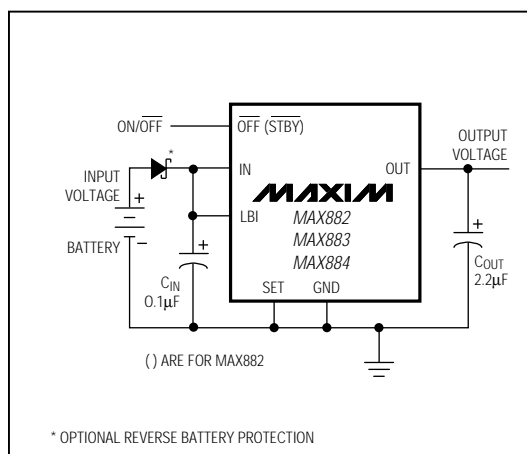 ON/OFF
OFF (STBY)
*
OUTPUT
VOLTAGE
INPUT
VOLTAGE
IN
OUT
+
MAXIM
LBI
MAX882
MAX883
MAX884
+
+
BATTERY
−
CIN
0.1µF
COUT
2.2µF
SET
GND
( ) ARE FOR MAX882
* OPTIONAL REVERSE BATTERY PROTECTION